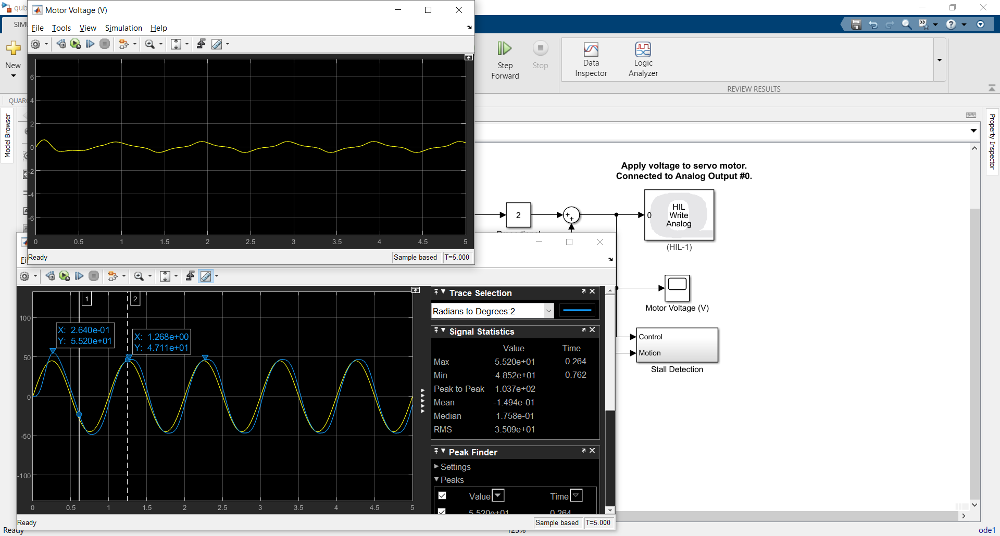 qub
Motor Voltage (V)
File Tools View Simulation Help
SIMU
New
Step Forward
Stop
Data Inspector
Logic Analyzer
REVIEW RESULTS
QUARC
Model Browser
Property Inspector
6
4
2
0
-2
-4
-6
0 0.5 1 1.5 2 2.5 3 3.5 4 4.5 5
Ready
Sample based T=5.000
Apply voltage to servo motor.
Connected to Analog Output #0.
2
+
+
0
HIL
Write
Analog
(HIL-1)
Motor Voltage (V)
Control
Motion
Stall Detection
Fi
1
2
X: 2.640e-01
Y: 5.520e+01
X: 1.268e+00
Y: 4.711e+01
100
50
0
-50
-100
0 0.5 1 1.5 2 2.5 3 3.5 4 4.5 5
Trace Selection
Radians to Degrees:2
Signal Statistics
Value Time
Max 5.520e+01 0.264
Min -4.852e+01 0.762
Peak to Peak 1.037e+02
Mean -1.494e-01
Median 1.758e-01
RMS 3.509e+01
Peak Finder
Settings
Peaks
Value Time
5.520e+01 0.264
Ready
Sample based T=5.000
Ready
125%
ode1